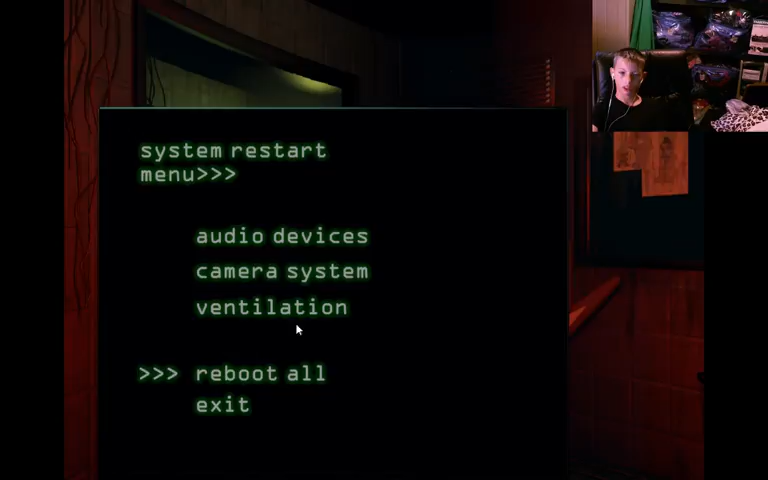 system restart
menu>>>
audio devices
camera system
ventilation
>>> reboot all
exit